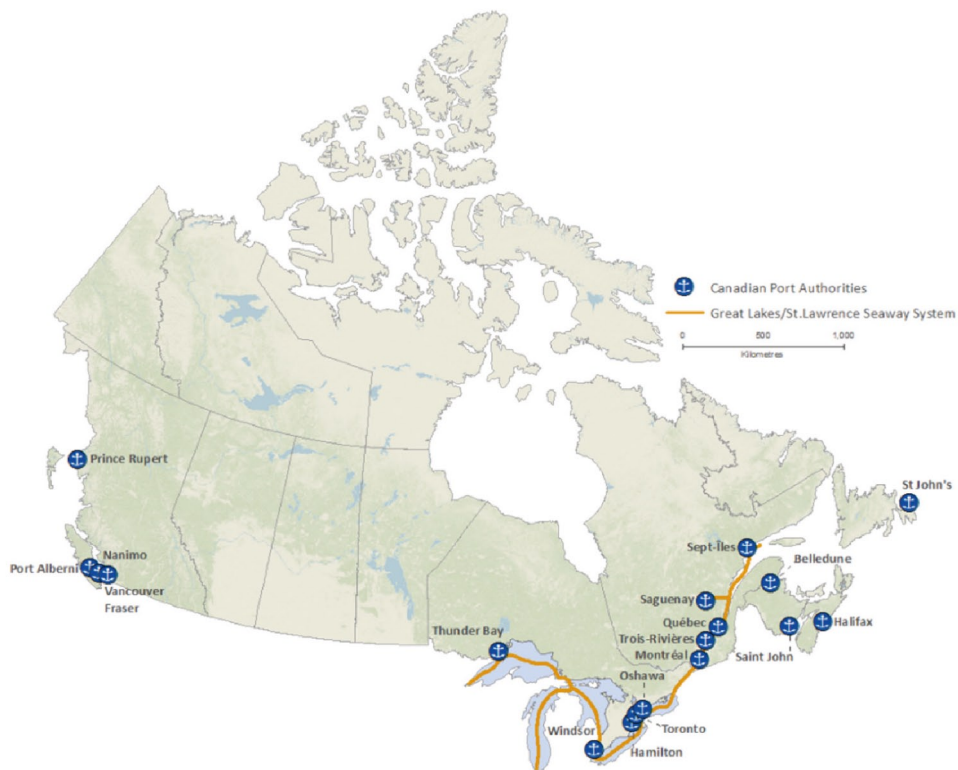 Canadian Port Authorities
Great Lakes/St.Lawrence Seaway System
0 500 1,000
Kilometres
Prince Rupert
St John's
Sept-Îles
Belledune
Nanimo
Port Alberni
Vancouver
Fraser
Saguenay
Québec
Halifax
Thunder Bay
Trois-Rivières
Montréal
Saint John
Oshawa
Windsor
Toronto
Hamilton